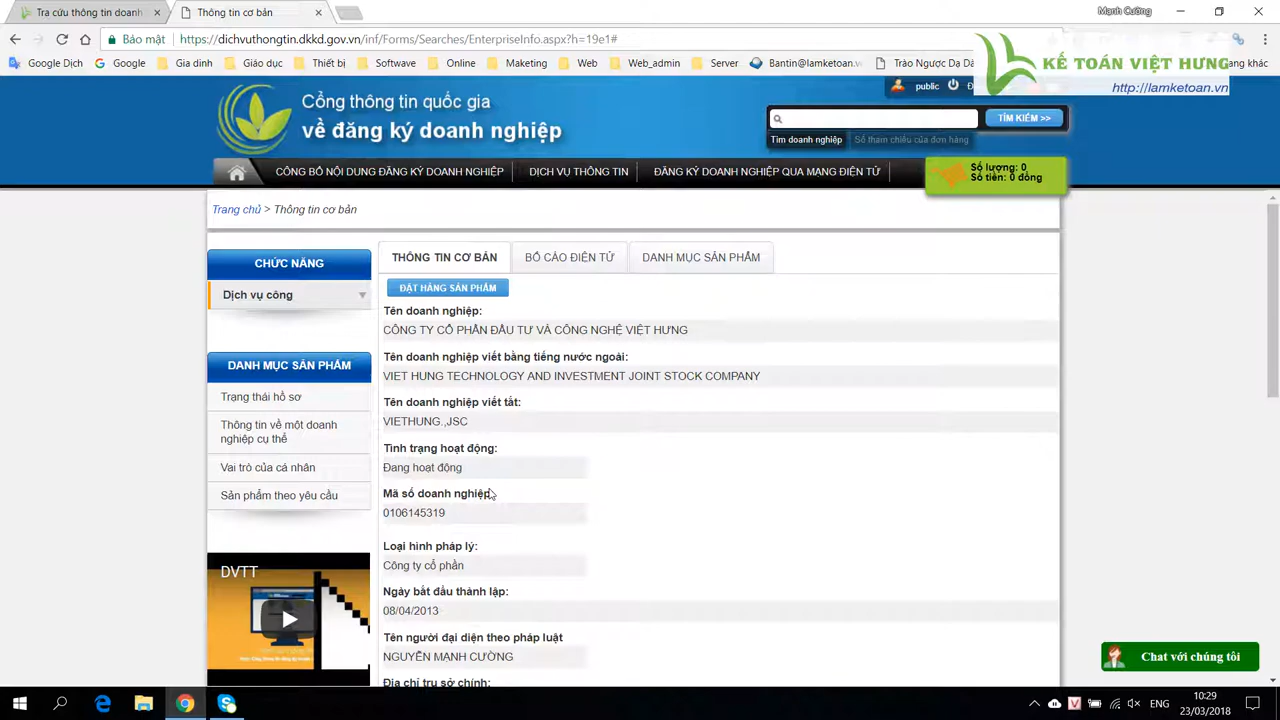 Tra cứu thông tin doanh
Thông tin cơ bản
Mạnh Cường
Bảo mật
https://dichvuthongtin.dkkd.gov.vn/inf/Forms/Searches/EnterpriseInfo.aspx?h=19e1#
Google Dịch
Google
Gia dinh
Giáo dục
Thiết bị
Software
Online
Maketing
Web
Web_admin
Server
Bantin@lamketoan.v
Trào Ngược Dạ D
khác
KẾ TOÁN VIỆT HƯNG
http://lamketoan.vn
Cổng thông tin quốc gia
về đăng ký doanh nghiệp
public
TÌM KIẾM >>
Tìm doanh nghiệp
Số tham chiếu của đơn hàng
CÔNG BỐ NỘI DUNG ĐĂNG KÝ DOANH NGHIỆP
DỊCH VỤ THÔNG TIN
ĐĂNG KÝ DOANH NGHIỆP QUA MẠNG ĐIỆN TỬ
Số lượng: 0
Số tiền: 0 đồng
Trang chủ > Thông tin cơ bản
CHỨC NĂNG
Dịch vụ công
DANH MỤC SẢN PHẨM
Trạng thái hồ sơ
Thông tin về một doanh
nghiệp cụ thể
Vai trò của cá nhân
Sản phẩm theo yêu cầu
DVTT
THÔNG TIN CƠ BẢN
BỐ CÁO ĐIỆN TỬ
DANH MỤC SẢN PHẨM
ĐẶT HÀNG SẢN PHẨM
Tên doanh nghiệp:
CÔNG TY CỔ PHẦN ĐẦU TƯ VÀ CÔNG NGHỆ VIỆT HƯNG
Tên doanh nghiệp viết bằng tiếng nước ngoài:
VIET HUNG TECHNOLOGY AND INVESTMENT JOINT STOCK COMPANY
Tên doanh nghiệp viết tắt:
VIETHUNG.,JSC
Tình trạng hoạt động:
Đang hoạt động
Mã số doanh nghiệp
0106145319
Loại hình pháp lý:
Công ty cổ phần
Ngày bắt đầu thành lập:
08/04/2013
Tên người đại diện theo pháp luật
NGUYỄN MẠNH CƯỜNG
Địa chỉ trụ sở chính:
Chat với chúng tôi
ENG
10:29
23/03/2018